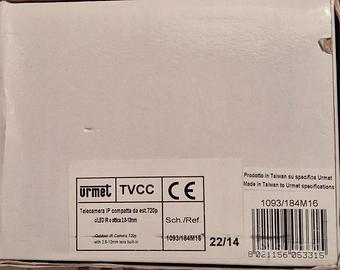 urmet TVCC CE
Telecamera IP compatta da est.720p
c/LED IR e ottica 2.8-12mm
Sch./Ref.
Outdoor IR Camera 720p
with 2.8-12mm lens built-in
1093/184M16
22/14
Prodotto in Taiwan su specifica Urmet
Made in Taiwan to Urmet specifications
1093/184M16
8 021156 053315